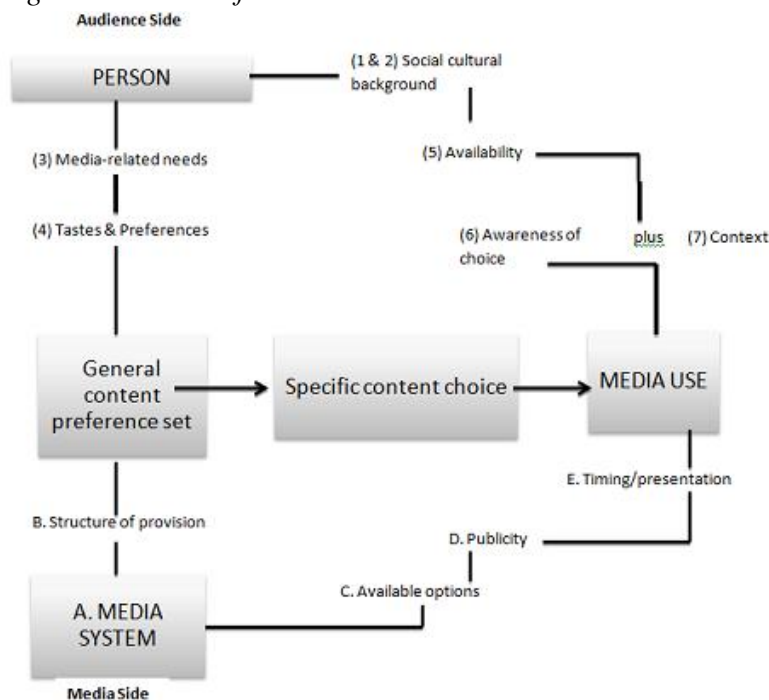 Audience Side
PERSON
(1 & 2) Social cultural
background
(3) Media-related needs
(5) Availability
(4) Tastes & Preferences
(6) Awareness of
choice
plus
(7) Context
General
content
preference set
Specific content choice
MEDIA USE
E. Timing/presentation
B. Structure of provision
D. Publicity
C. Available options
A. MEDIA
SYSTEM
Media Side